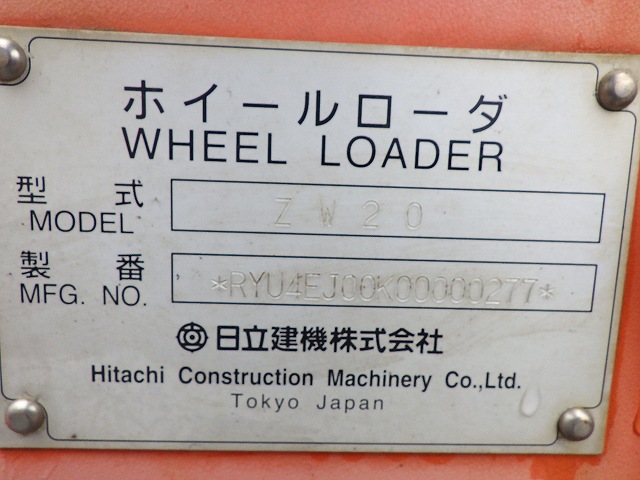 ホイールローダ
WHEEL LOADER
型式 ZW20
MODEL
製番 *RYU4EJ00K00000277*
MFG. NO.
日立建機株式会社
Hitachi Construction Machinery Co.,Ltd.
Tokyo Japan